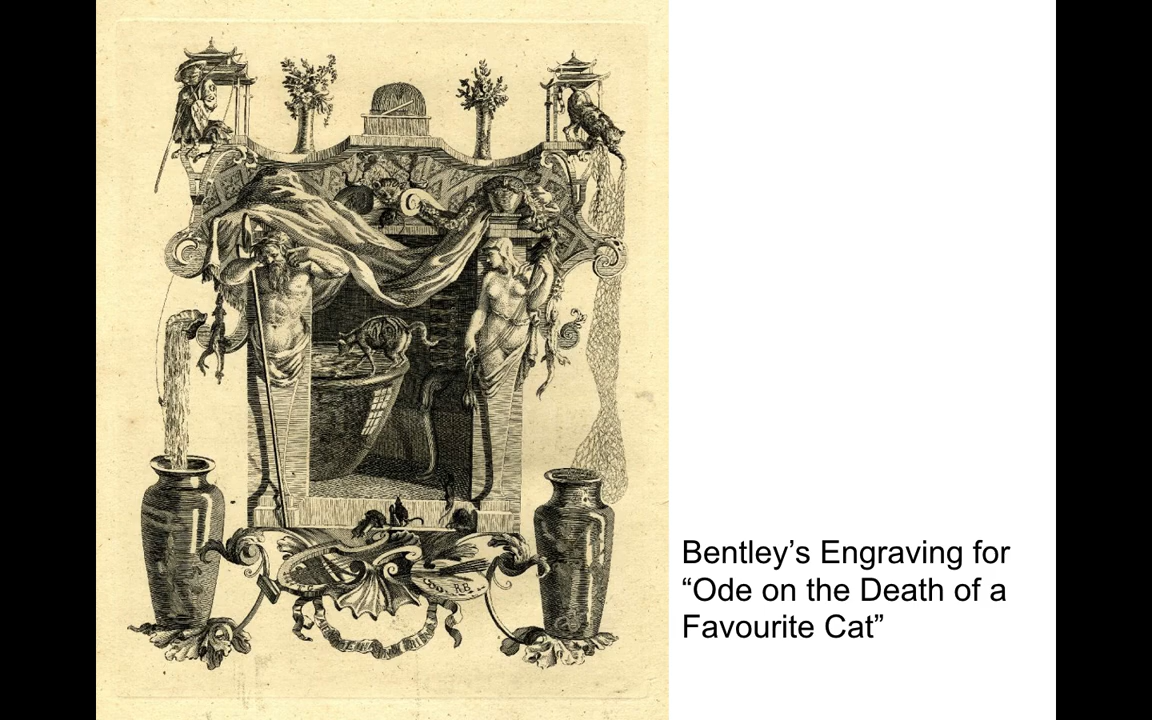 Bentley’s Engraving for
“Ode on the Death of a
Favourite Cat”